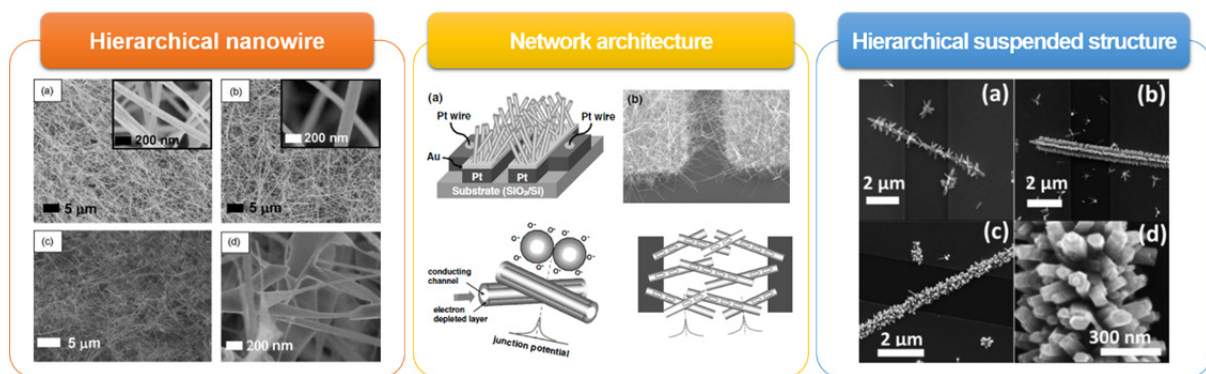 Hierarchical nanowire
(a)
200 nm
5 μm
(b)
200 nm
5 μm
(c)
5 μm
(d)
200 nm
Network architecture
(a)
Pt wire
Pt wire
Au
Pt
Pt
Substrate (SiO₂/Si)
(b)
O⁻ O⁻ O⁻ O⁻
O⁻ O⁻
O⁻ O⁻ O⁻ O⁻
conducting
channel
electron
depleted layer
junction potential
Hierarchical suspended structure
(a)
2 μm
(b)
2 μm
(c)
2 μm
(d)
300 nm